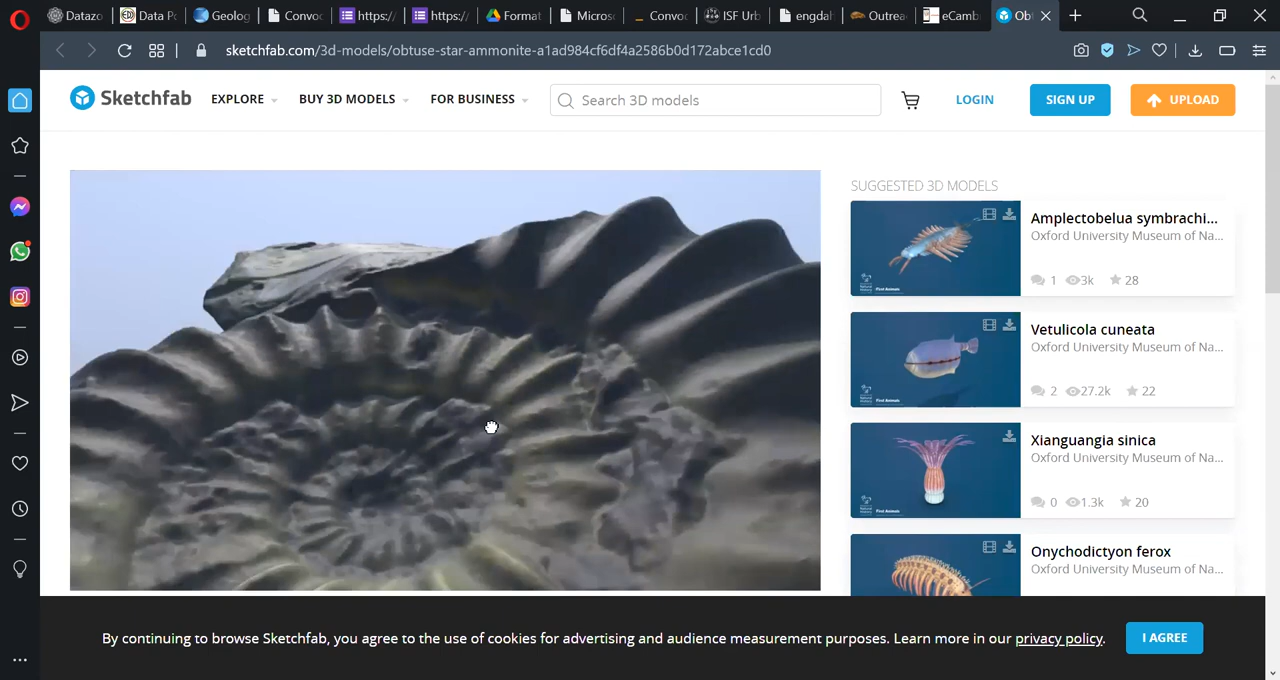 Datazo
Data Po
Geolog
Convoc
https:/
https:/
Format
Micros
Convoc
ISF Urb
engdah
Outrea
eCamb
Ob
sketchfab.com/3d-models/obtuse-star-ammonite-a1ad984cf6df4a2586b0d172abce1cd0
Sketchfab
EXPLORE
BUY 3D MODELS
FOR BUSINESS
Search 3D models
LOGIN
SIGN UP
UPLOAD
SUGGESTED 3D MODELS
Amplectobelua symbrachi...
Oxford University Museum of Na...
1 3k 28
Vetulicola cuneata
Oxford University Museum of Na...
2 27.2k 22
Xianguangia sinica
Oxford University Museum of Na...
0 1.3k 20
Onychodictyon ferox
Oxford University Museum of Na...
By continuing to browse Sketchfab, you agree to the use of cookies for advertising and audience measurement purposes. Learn more in our privacy policy.
I AGREE